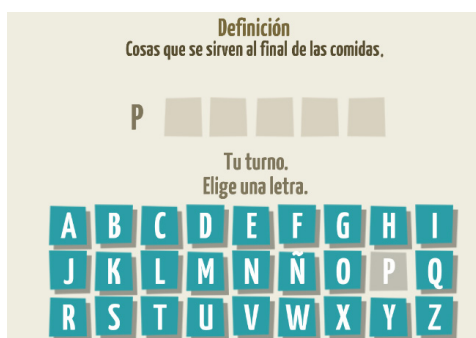 Definición
Cosas que se sirven al final de las comidas.
P
Tu turno.
Elige una letra.
A B C D E F G H I
J K L M N Ñ O P Q
R S T U V W X Y Z